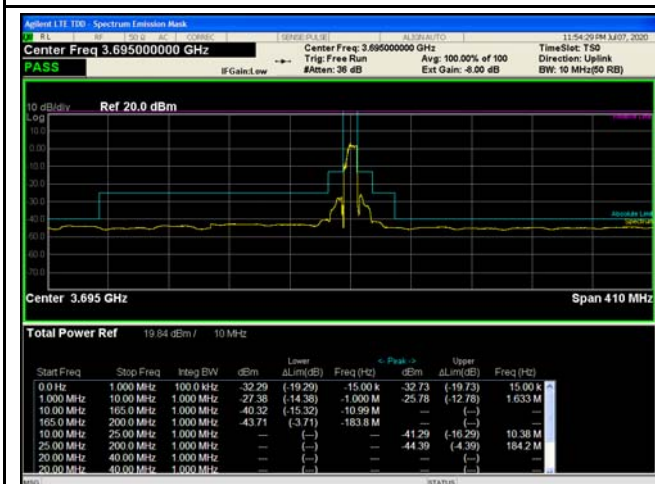 Agilent LTE TDD - Spectrum Emission Mask
RL RF 50 Ω AC CORREC SENSE:PULSE ALIGNAUTO 11:54:29 PM Jul 07, 2020
Center Freq 3.695000000 GHz Center Freq: 3.695000000 GHz TimeSlot: TS0
Trig: Free Run Avg: 100.00% of 100 Direction: Uplink
PASS IFGain:Low #Atten: 36 dB Ext Gain: -8.00 dB BW: 10 MHz(50 RB)
10 dB/div Ref 20.0 dBm
Log
10.0
0.00
10.0
20.0
30.0
40.0 Absolute Limit
Spectrum
50.0
60.0
70.0
Center 3.695 GHz Span 410 MHz
Total Power Ref 19.84 dBm / 10 MHz
Lower <- Peak -> Upper
Start Freq Stop Freq Integ BW dBm ΔLim(dB) Freq (Hz) dBm ΔLim(dB) Freq (Hz)
0.0 Hz 1.000 MHz 100.0 kHz -32.29 (-19.29) -15.00 k -32.73 (-19.73) 15.00 k
1.000 MHz 10.00 MHz 1.000 MHz -27.38 (-14.38) -1.000 M -25.78 (-12.78) 1.633 M
10.00 MHz 165.0 MHz 1.000 MHz -40.32 (-15.32) -10.99 M --- (---) ---
165.0 MHz 200.0 MHz 1.000 MHz -43.71 (-3.71) -183.8 M --- (---) ---
10.00 MHz 25.00 MHz 1.000 MHz --- (---) --- -41.29 (-16.29) 10.38 M
25.00 MHz 200.0 MHz 1.000 MHz --- (---) --- -44.39 (-4.39) 184.2 M
20.00 MHz 40.00 MHz 1.000 MHz --- (---) --- --- (---) ---
20.00 MHz 40.00 MHz 1.000 MHz --- (---) --- --- (---) ---
MSG STATUS